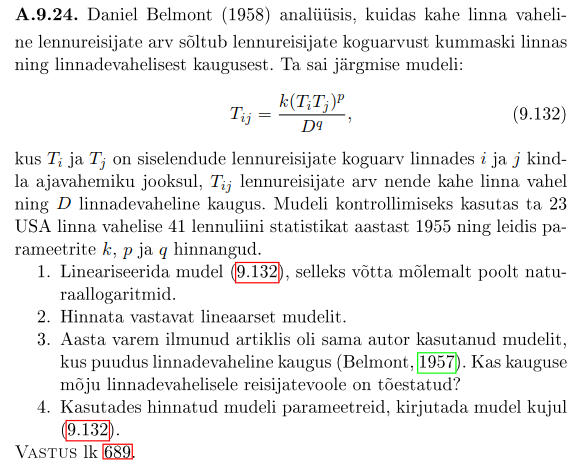 A.9.24. Daniel Belmont (1958) analüüsis, kuidas kahe linna vaheli-
ne lennureisijate arv sõltub lennureisijate koguarvust kummaski linnas
ning linnadevahelisest kaugusest. Ta sai järgmise mudeli:
T_{ij} = \frac{k(T_i T_j)^p}{D^q}, (9.132)
kus T_i ja T_j on siselendude lennureisijate koguarv linnades i ja j kind-
la ajavahemiku jooksul, T_{ij} lennureisijate arv nende kahe linna vahel
ning D linnadevaheline kaugus. Mudeli kontrollimiseks kasutas ta 23
USA linna vahelise 41 lennuliini statistikat aastast 1955 ning leidis pa-
rameetrite k, p ja q hinnangud.
1. Lineariseerida mudel (9.132), selleks võtta mõlemalt poolt natu-
raallogaritmid.
2. Hinnata vastavat lineaarset mudelit.
3. Aasta varem ilmunud artiklis oli sama autor kasutanud mudelit,
kus puudus linnadevaheline kaugus (Belmont, 1957). Kas kauguse
mõju linnadevahelisele reisijatevoole on tõestatud?
4. Kasutades hinnatud mudeli parameetreid, kirjutada mudel kujul
(9.132).
VASTUS lk 689.